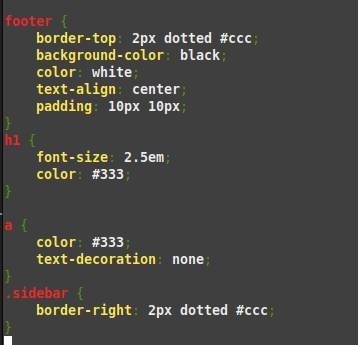 footer {
    border-top: 2px dotted #ccc;
    background-color: black;
    color: white;
    text-align: center;
    padding: 10px 10px;
}
h1 {
    font-size: 2.5em;
    color: #333;
}

a {
    color: #333;
    text-decoration: none;
}
.sidebar {
    border-right: 2px dotted #ccc;
}